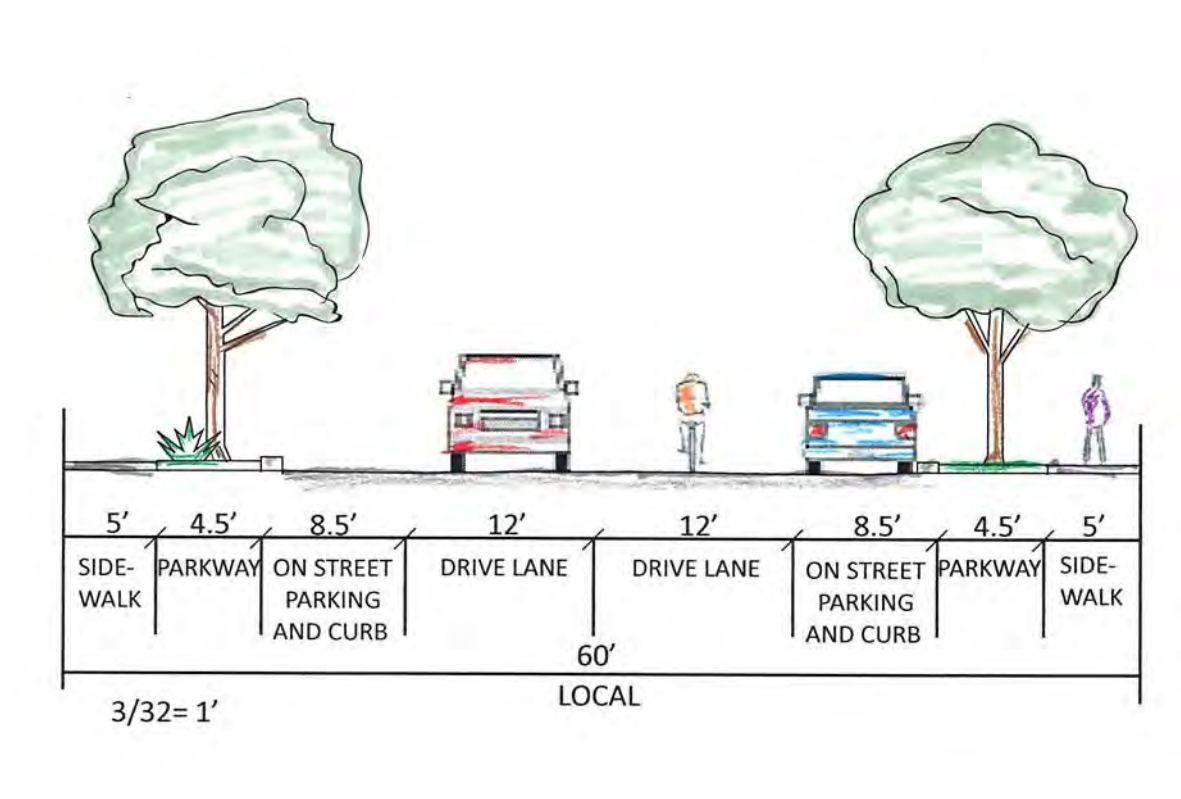 5’ 4.5’ 8.5’ 12’ 12’ 8.5’ 4.5’ 5’
SIDE-
WALK
PARKWAY
ON STREET
PARKING
AND CURB
DRIVE LANE
DRIVE LANE
ON STREET
PARKING
AND CURB
PARKWAY
SIDE-
WALK
60’
LOCAL
3/32= 1’